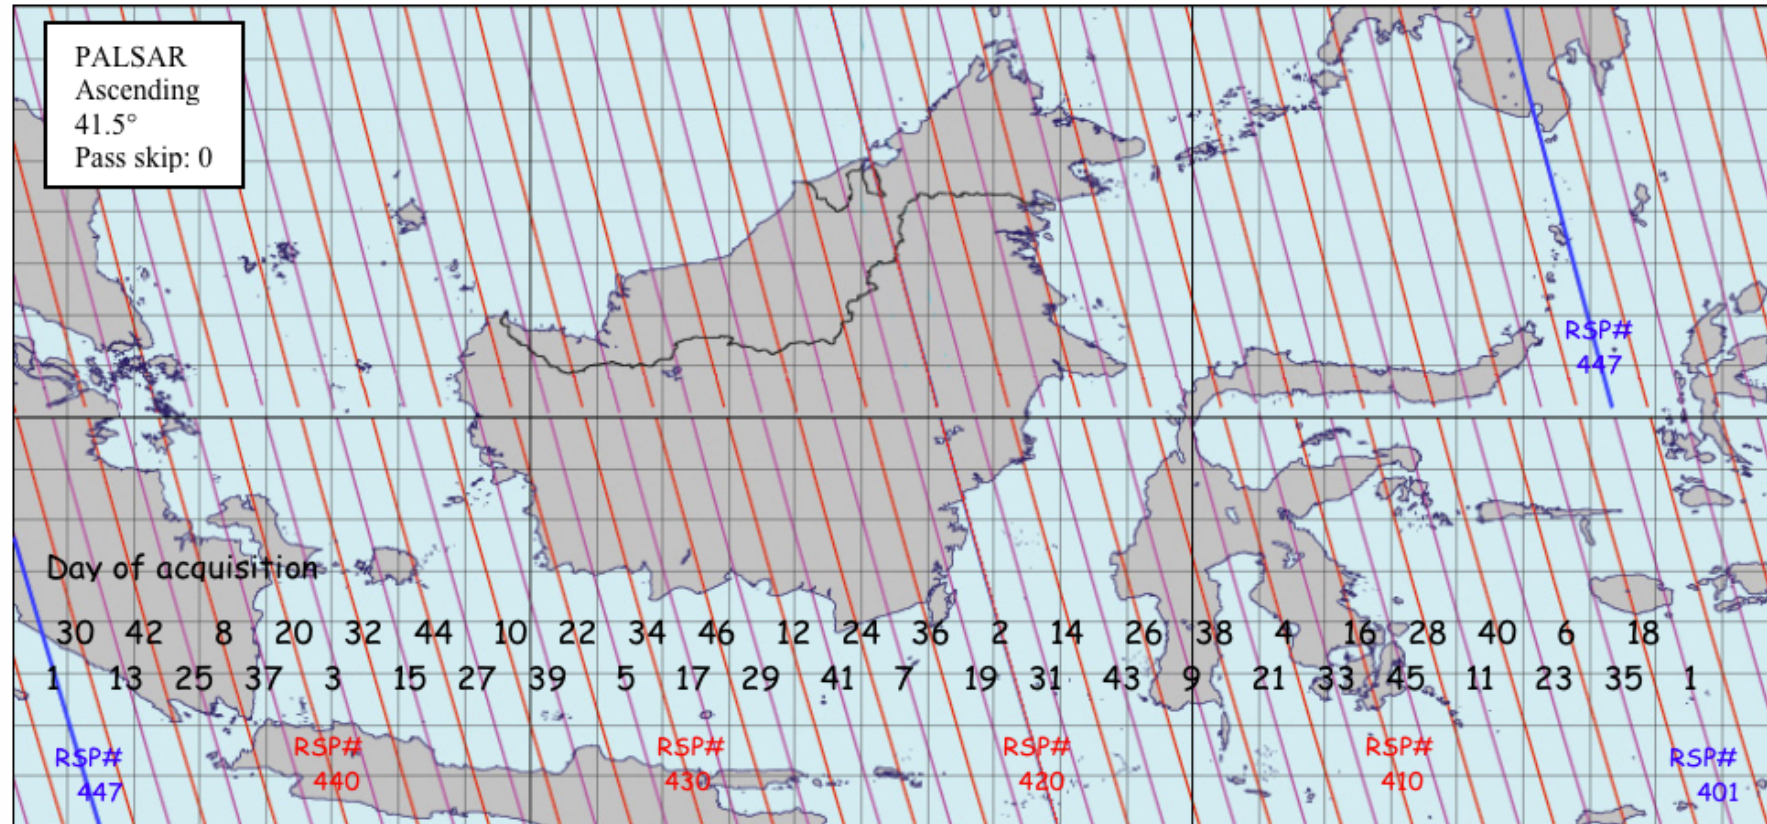 PALSAR
Ascending
41.5°
Pass skip: 0
RSP#
447
Day of acquisition
30 42 8 20 32 44 10 22 34 46 12 24 36 2 14 26 38 4 16 28 40 6 18
1 13 25 37 3 15 27 39 5 17 29 41 7 19 31 43 9 21 33 45 11 23 35 1
RSP# RSP# RSP# RSP# RSP# RSP#
447 440 430 420 410 401